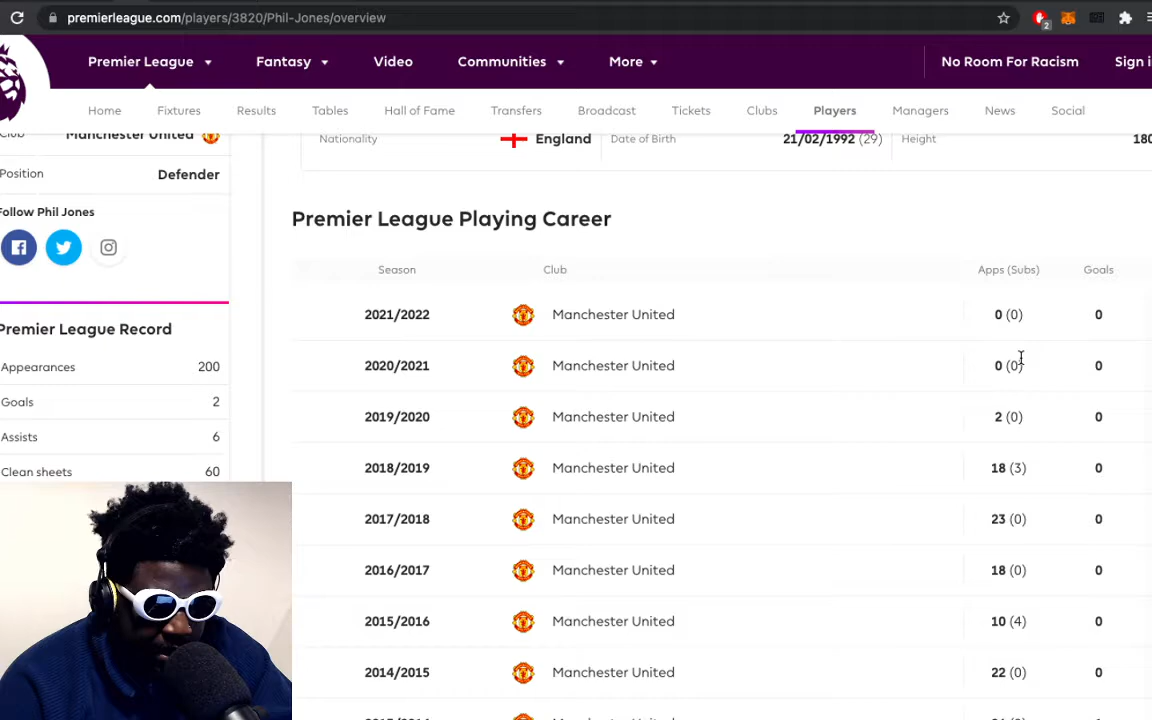 premierleague.com/players/3820/Phil-Jones/overview
2
Premier League Fantasy Video Communities More No Room For Racism Sign i
Home Fixtures Results Tables Hall of Fame Transfers Broadcast Tickets Clubs Players Managers News Social
Club Manchester United
Nationality England Date of Birth 21/02/1992 (29) Height 180
Position Defender
Follow Phil Jones
Premier League Playing Career
Season Club Apps (Subs) Goals
2021/2022 Manchester United 0 (0) 0
Premier League Record
2020/2021 Manchester United 0 (0) 0
Appearances 200
Goals 2
2019/2020 Manchester United 2 (0) 0
Assists 6
2018/2019 Manchester United 18 (3) 0
Clean sheets 60
2017/2018 Manchester United 23 (0) 0
2016/2017 Manchester United 18 (0) 0
2015/2016 Manchester United 10 (4) 0
2014/2015 Manchester United 22 (0) 0